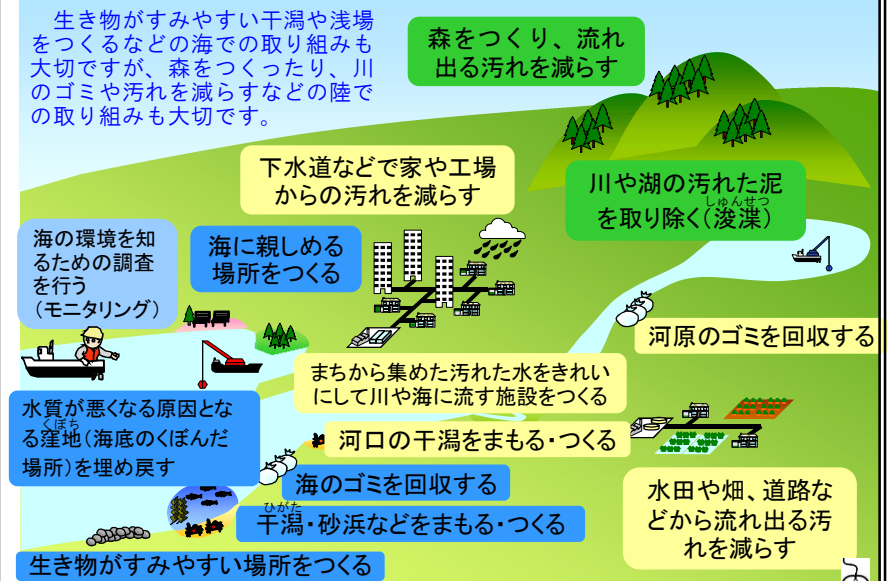 生き物がすみやすい干潟や浅場
をつくるなどの海での取り組みも
大切ですが、森をつくったり、川
のゴミや汚れを減らすなどの陸で
の取り組みも大切です。
森をつくり、流れ
出る汚れを減らす
下水道などで家や工場
からの汚れを減らす
川や湖の汚れた泥
しゅんせつ
を取り除く(浚渫)
海の環境を知
るための調査
を行う
(モニタリング)
海に親しめる
場所をつくる
河原のゴミを回収する
まちから集めた汚れた水をきれい
にして川や海に流す施設をつくる
水質が悪くなる原因とな
くぼち
る窪地(海底のくぼんだ
場所)を埋め戻す
河口の干潟をまもる・つくる
海のゴミを回収する
ひがた
干潟・砂浜などをまもる・つくる
水田や畑、道路な
どから流れ出る汚
れを減らす
生き物がすみやすい場所をつくる